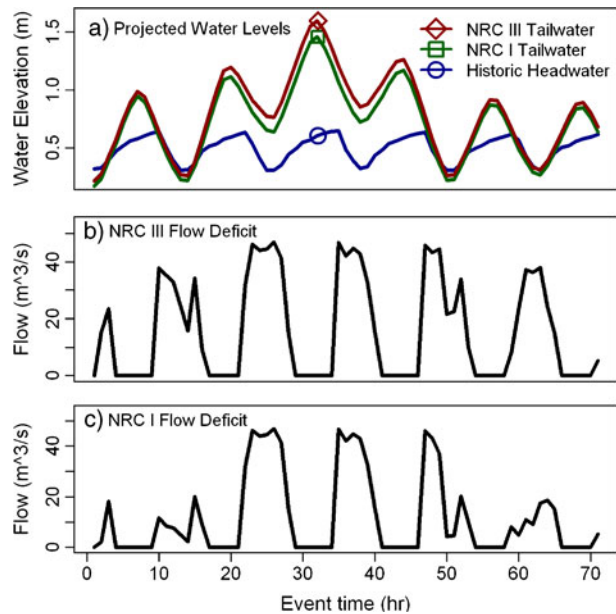 a) Projected Water Levels
NRC III Tailwater
NRC I Tailwater
Historic Headwater
Water Elevation (m)
0.5 1.0 1.5
b) NRC III Flow Deficit
Flow (m^3/s)
0 20 40
c) NRC I Flow Deficit
Flow (m^3/s)
0 20 40
0 10 20 30 40 50 60 70
Event time (hr)